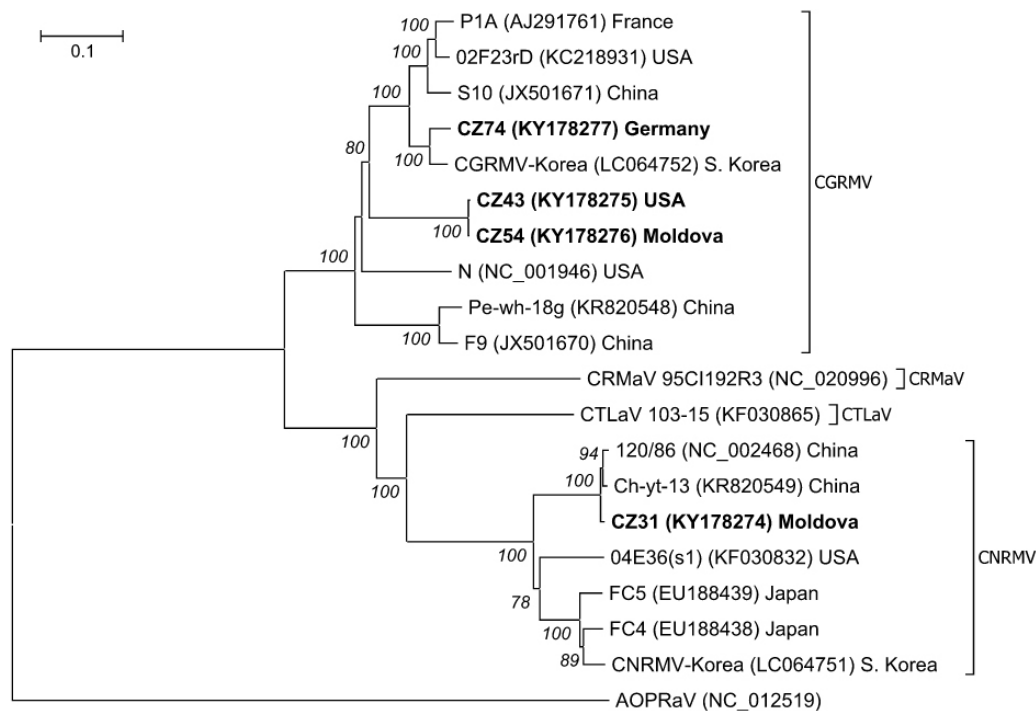 100
P1A (AJ291761) France
0.1
100
02F23rD (KC218931) USA
100
S10 (JX501671) China
CZ74 (KY178277) Germany
80
100
CGRMV-Korea (LC064752) S. Korea
CGRMV
CZ43 (KY178275) USA
100
CZ54 (KY178276) Moldova
100
N (NC_001946) USA
Pe-wh-18g (KR820548) China
100
F9 (JX501670) China
CRMaV 95CI192R3 (NC_020996)
CRMaV
100
CTLaV 103-15 (KF030865)
CTLaV
94
120/86 (NC_002468) China
100
100
Ch-yt-13 (KR820549) China
CZ31 (KY178274) Moldova
100
04E36(s1) (KF030832) USA
CNRMV
78
FC5 (EU188439) Japan
100
FC4 (EU188438) Japan
89
CNRMV-Korea (LC064751) S. Korea
AOPRaV (NC_012519)